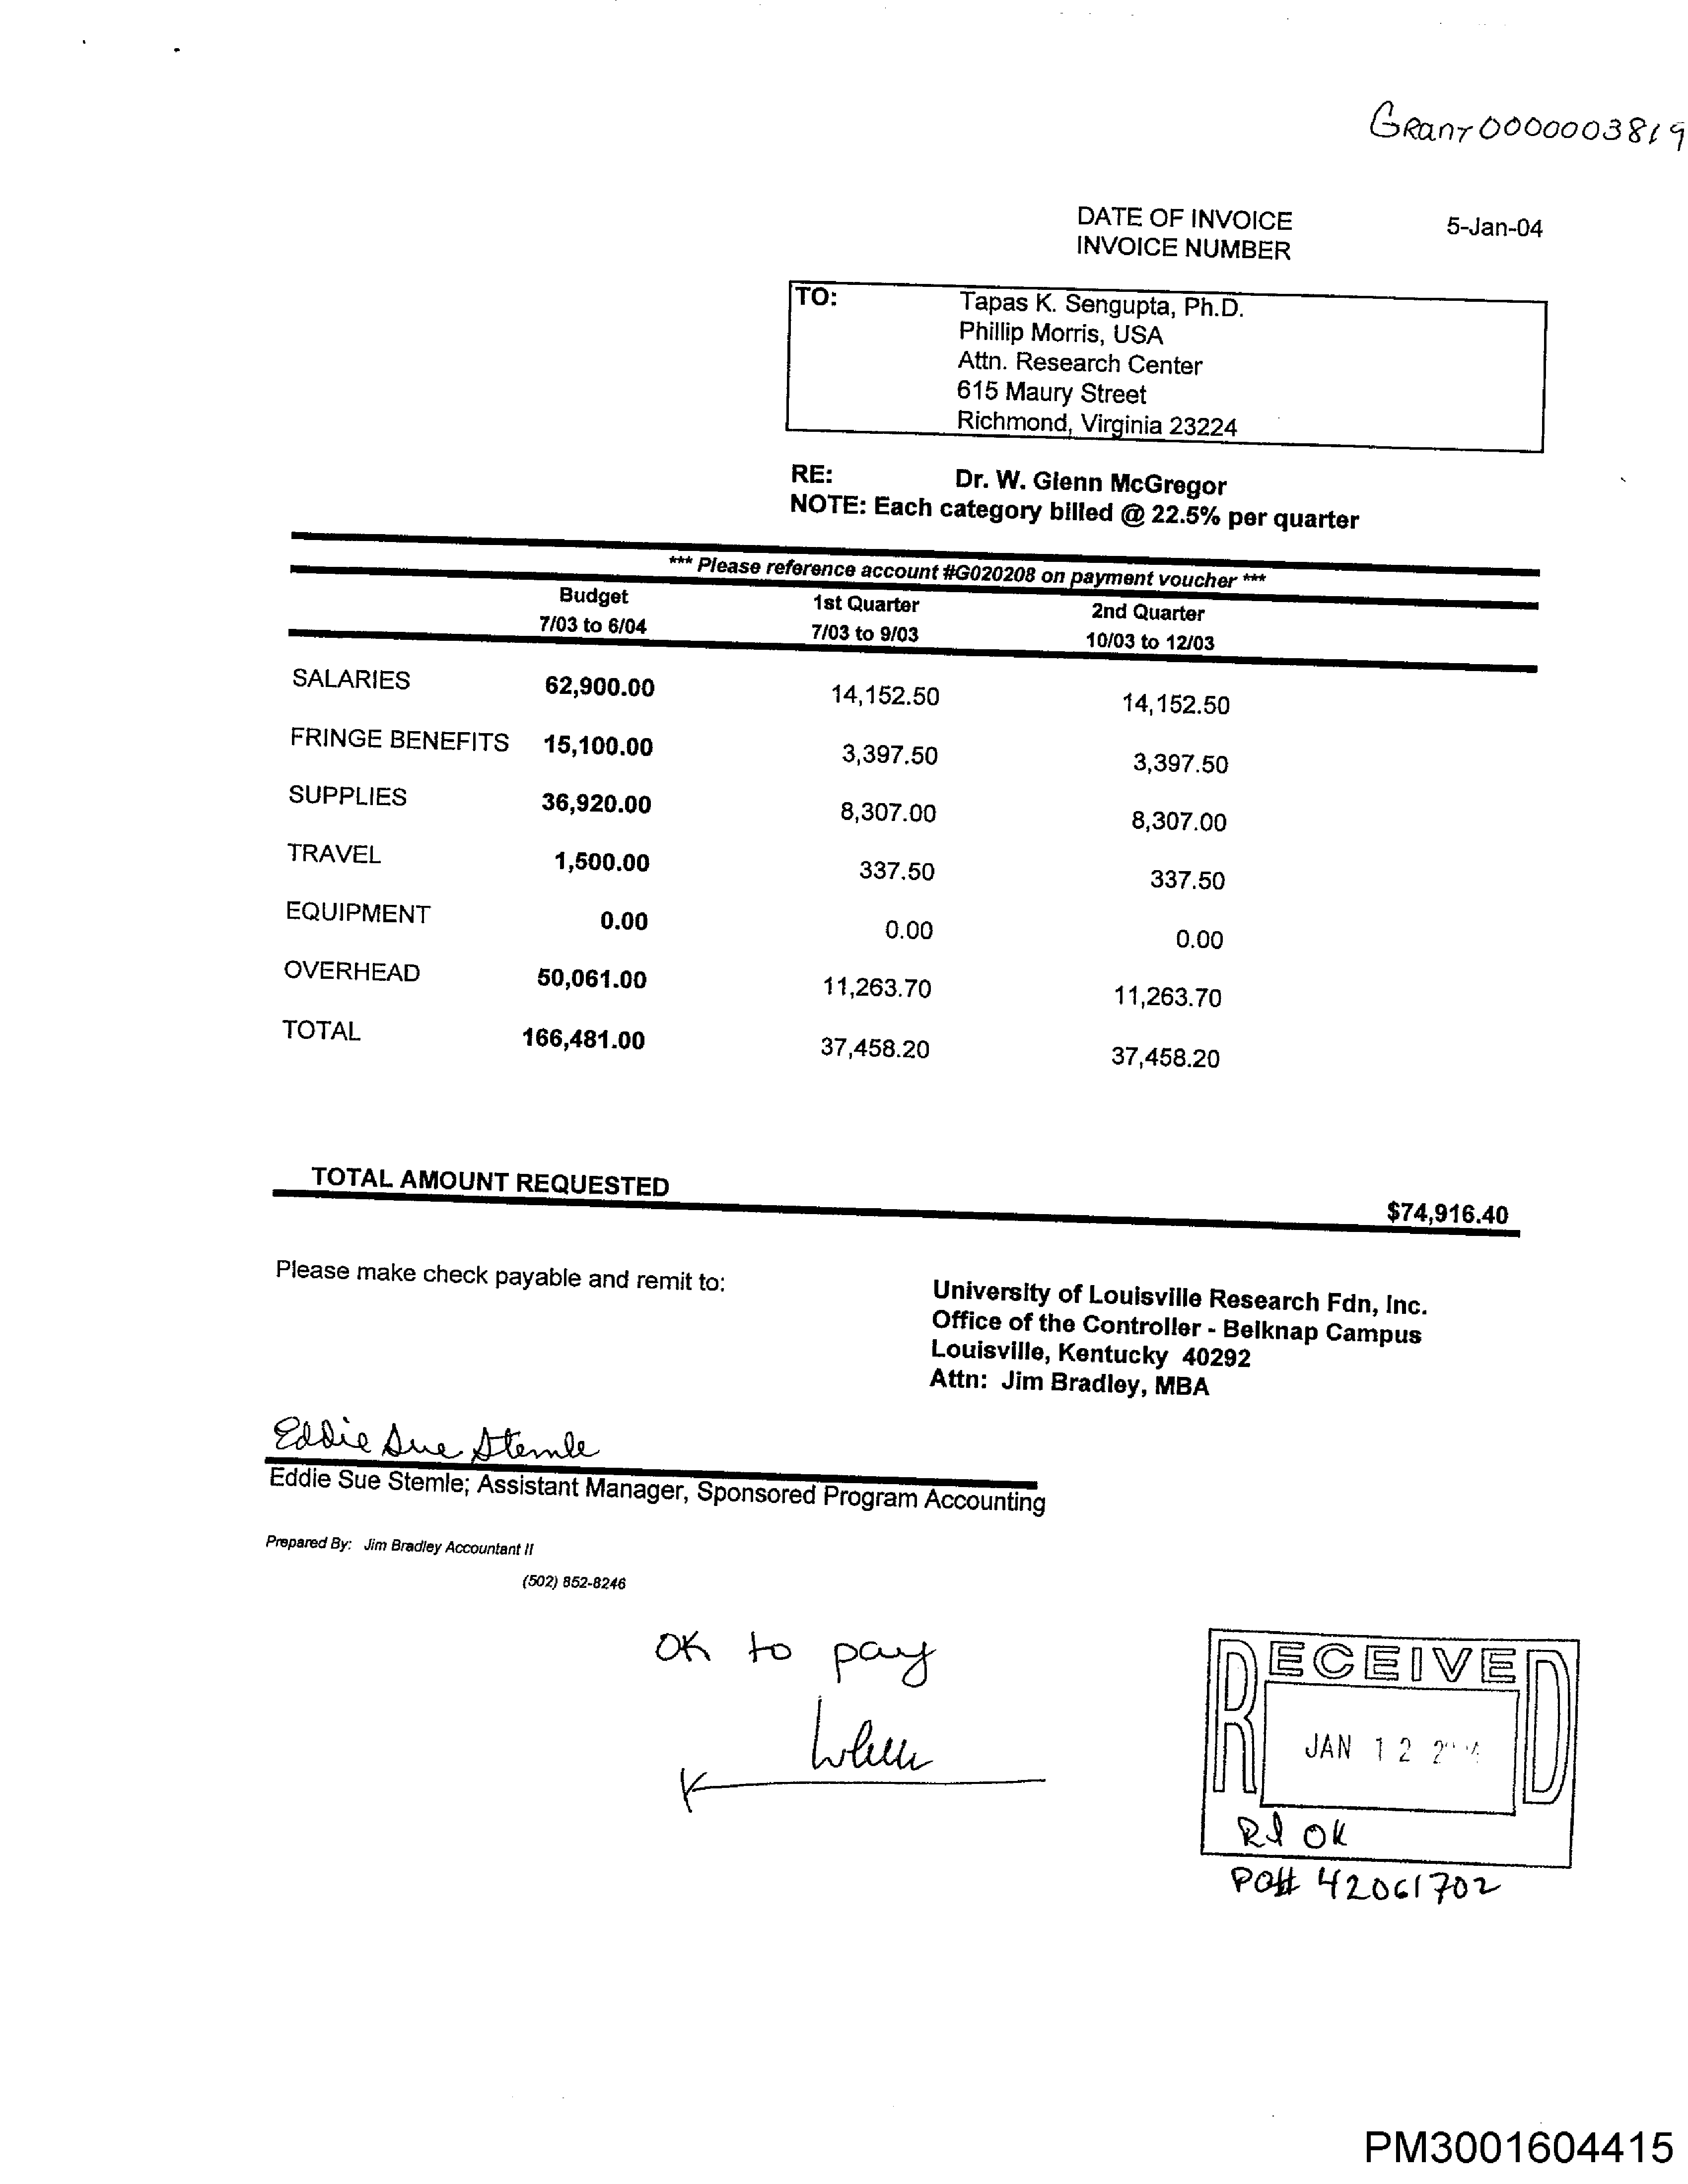 GRANT 0000003819
DATE OF INVOICE 5-Jan-04
INVOICE NUMBER
TO: Tapas K. Sengupta, Ph.D.
Phillip Morris, USA
Attn. Research Center
615 Maury Street
Richmond, Virginia 23224
RE: Dr. W. Glenn McGregor
NOTE: Each category billed @ 22.5% per quarter
*** Please reference account #G020208 on payment voucher ***
Budget 1st Quarter 2nd Quarter
7/03 to 6/04 7/03 to 9/03 10/03 to 12/03
SALARIES 62,900.00 14,152.50 14,152.50
FRINGE BENEFITS 15,100.00 3,397.50 3,397.50
SUPPLIES 36,920.00 8,307.00 8,307.00
TRAVEL 1,500.00 337.50 337.50
EQUIPMENT 0.00 0.00 0.00
OVERHEAD 50,061.00 11,263.70 11,263.70
TOTAL 166,481.00 37,458.20 37,458.20
TOTAL AMOUNT REQUESTED $74,916.40
Please make check payable and remit to:
University of Louisville Research Fdn, Inc.
Office of the Controller - Belknap Campus
Louisville, Kentucky 40292
Attn: Jim Bradley, MBA
Eddie Sue Stemle
Eddie Sue Stemle; Assistant Manager, Sponsored Program Accounting
Prepared By: Jim Bradley Accountant II
(502) 852-8246
OK to pay
RECEIVED
JAN 12
OK
PO# 42061702
PM3001604415